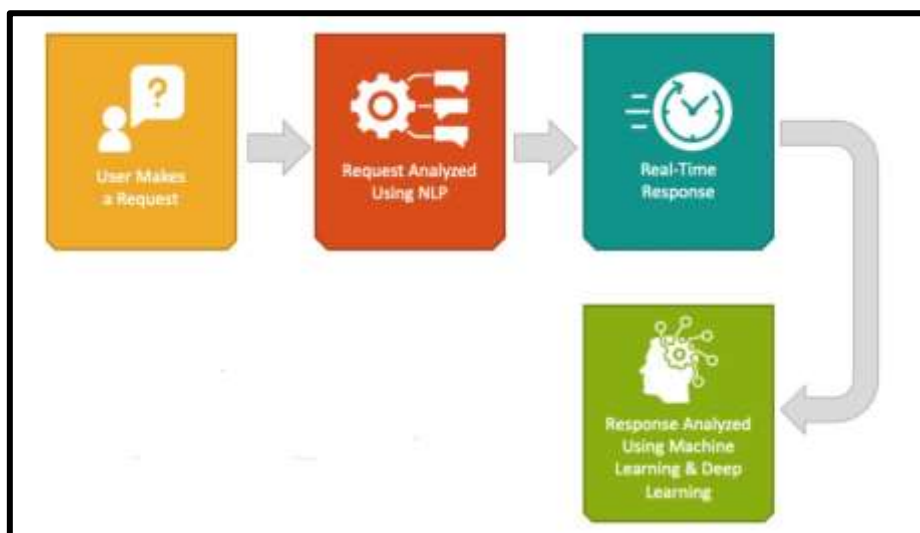 ?
User Makes
a Request
Request Analyzed
Using NLP
Real-Time
Response
Response Analyzed
Using Machine
Learning & Deep
Learning